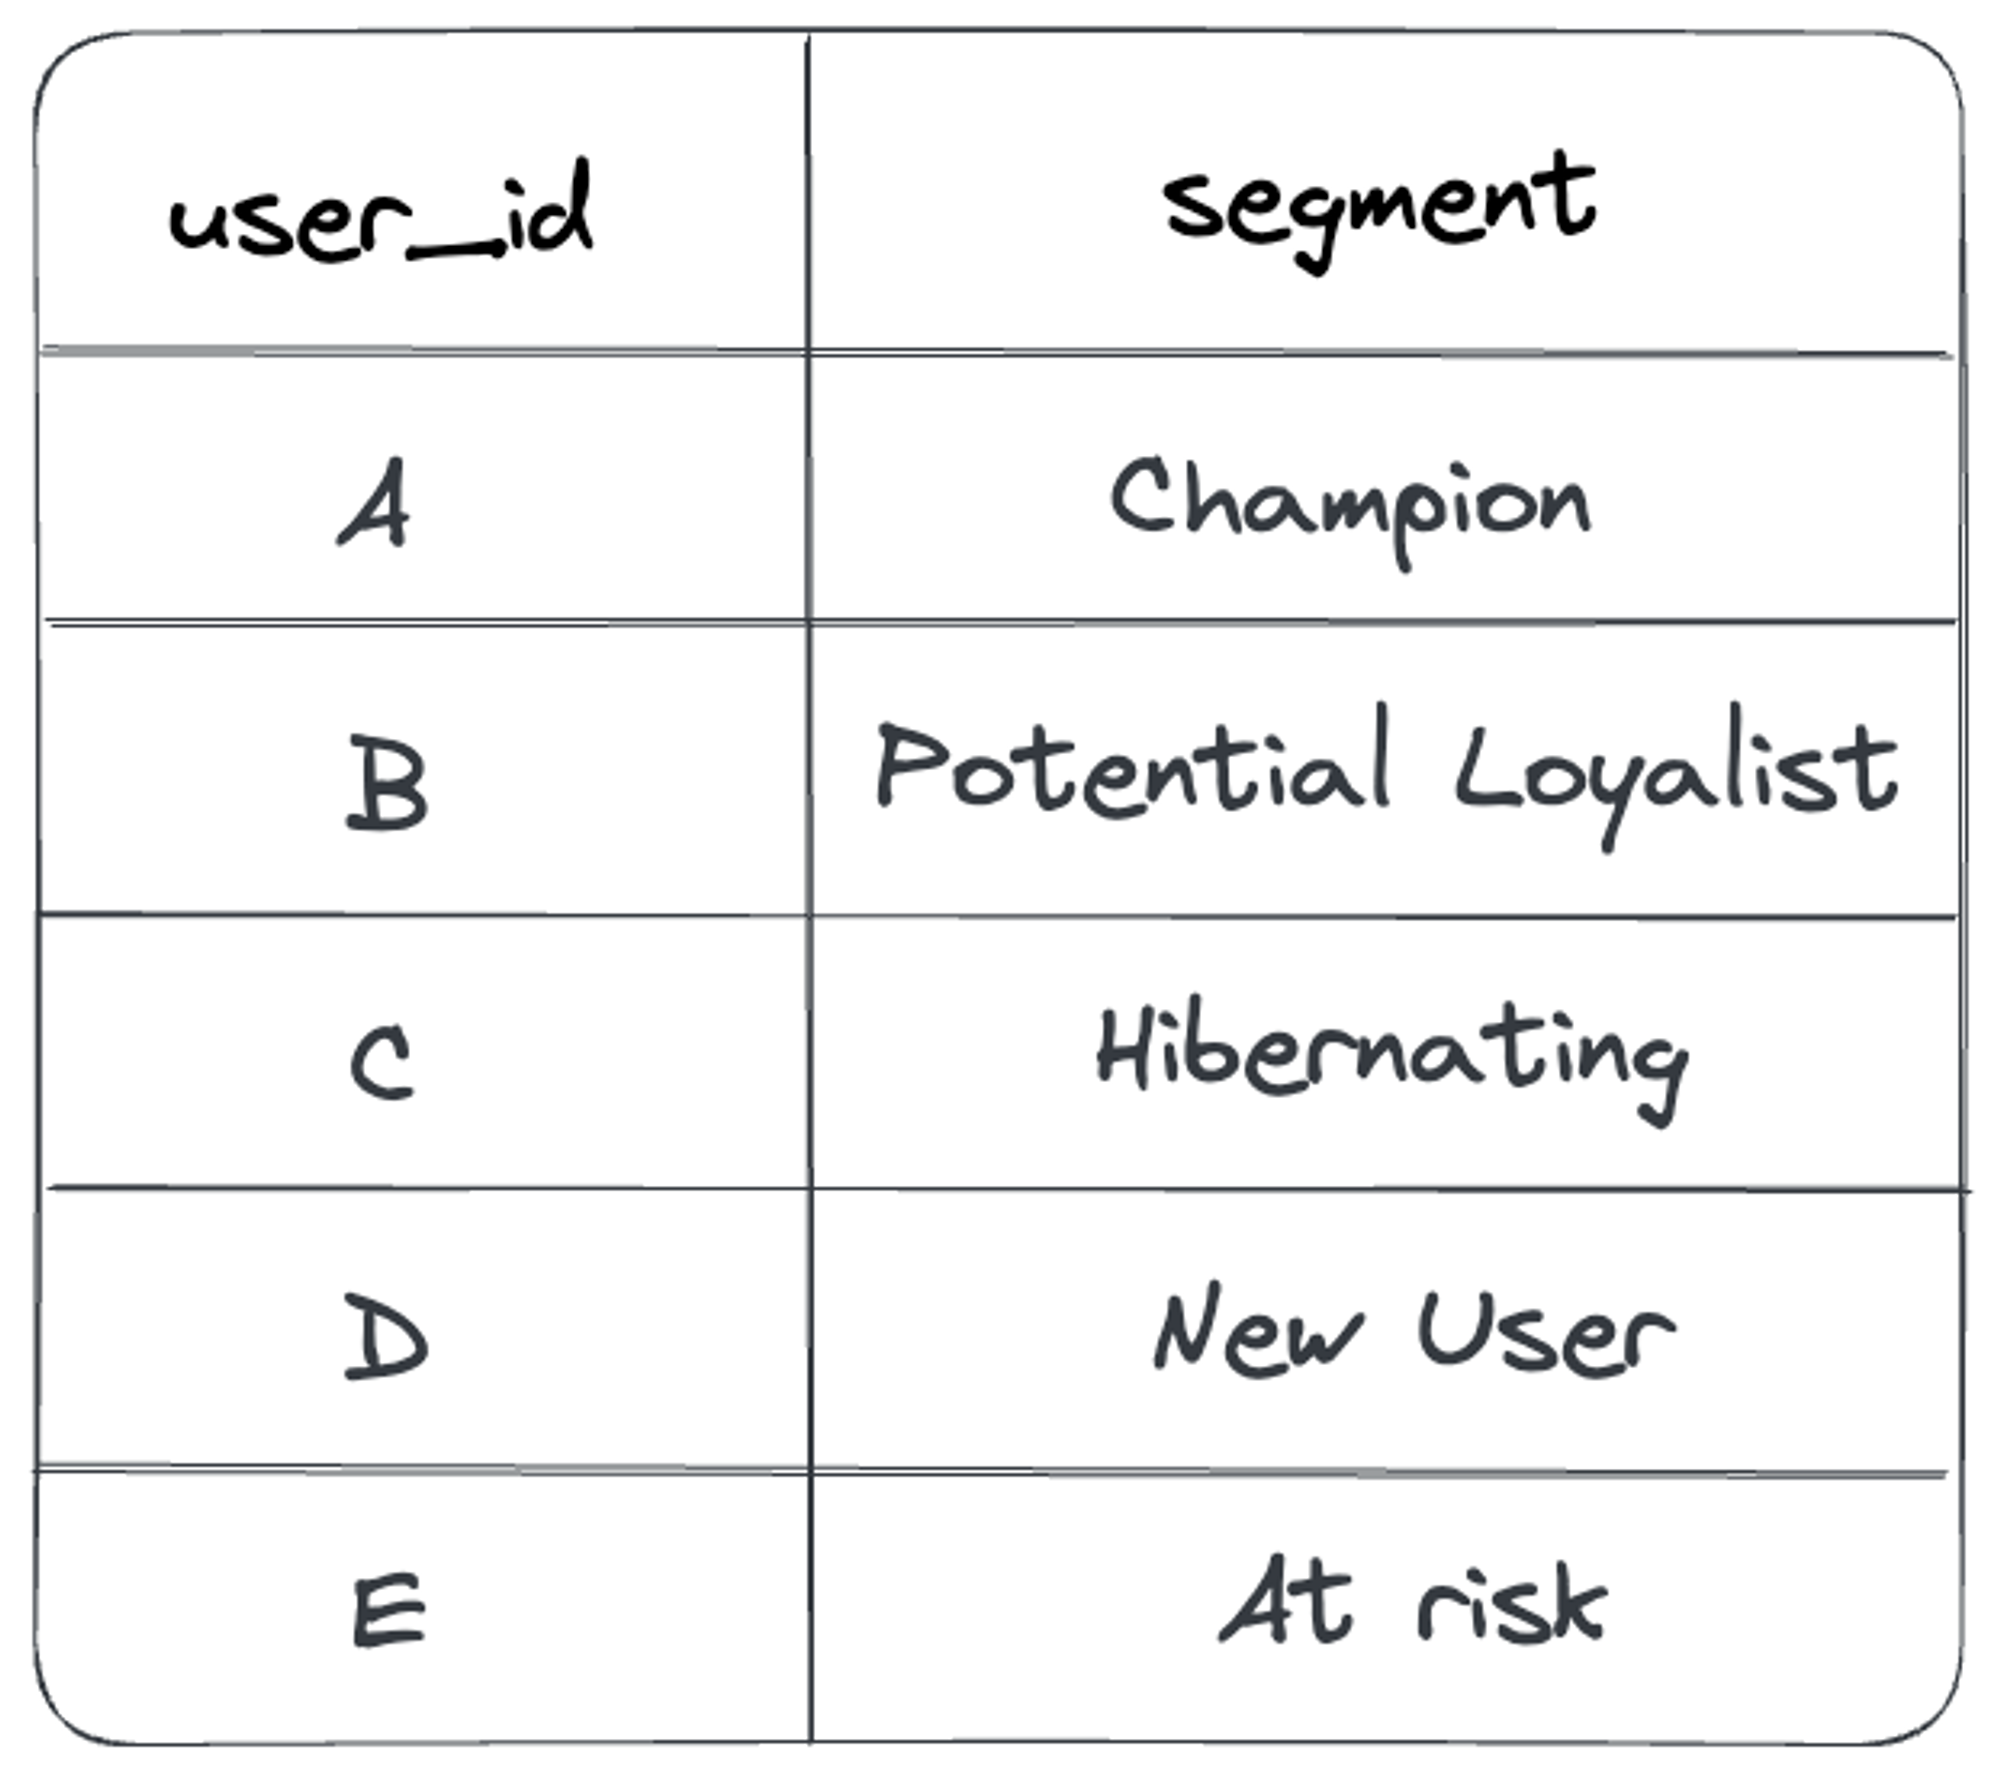 user_id segment
A Champion
B Potential Loyalist
C Hibernating
D New User
E At risk